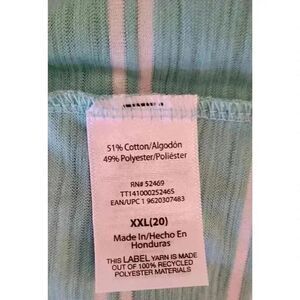 51% Cotton/Algodón
49% Polyester/Poliéster
RN# 52469
TT14100025246S
EAN/UPC 1 9620307483
XXL(20)
Made In/Hecho En
Honduras
THIS LABEL YARN IS MADE
OUT OF 100% RECYCLED
POLYESTER MATERIALS